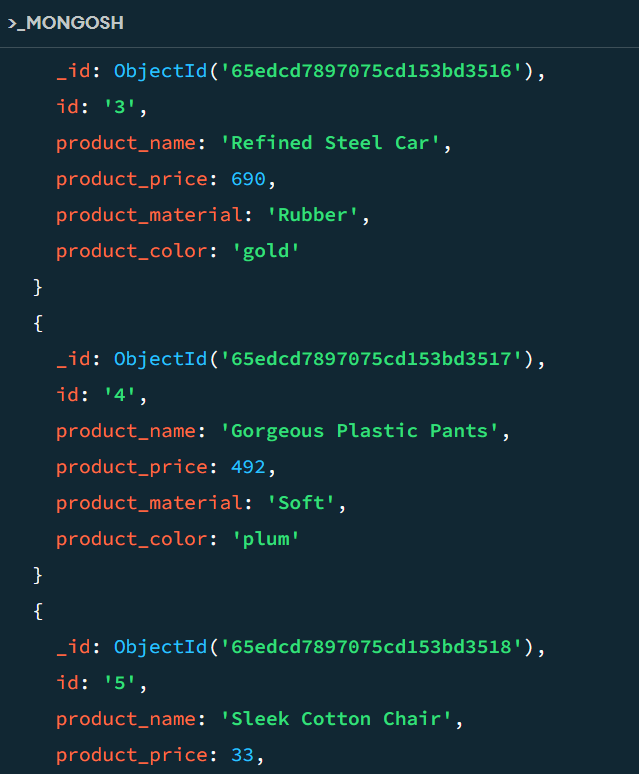 >_MONGOSH
_id: ObjectId('65edcd7897075cd153bd3516'),
id: '3',
product_name: 'Refined Steel Car',
product_price: 690,
product_material: 'Rubber',
product_color: 'gold'
}
{
_id: ObjectId('65edcd7897075cd153bd3517'),
id: '4',
product_name: 'Gorgeous Plastic Pants',
product_price: 492,
product_material: 'Soft',
product_color: 'plum'
}
{
_id: ObjectId('65edcd7897075cd153bd3518'),
id: '5',
product_name: 'Sleek Cotton Chair',
product_price: 33,